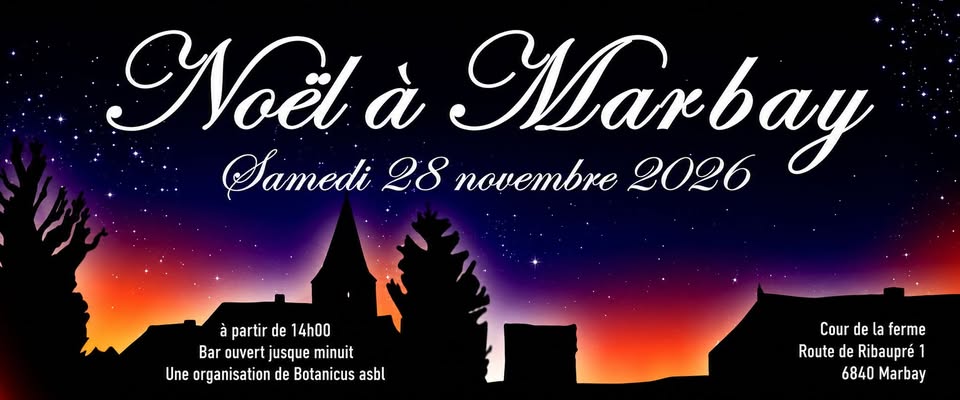 Noël à Marbay
Samedi 28 novembre 2026
à partir de 14h00
Bar ouvert jusque minuit
Une organisation de Botanicus asbl
Cour de la ferme
Route de Ribaupré 1
6840 Marbay